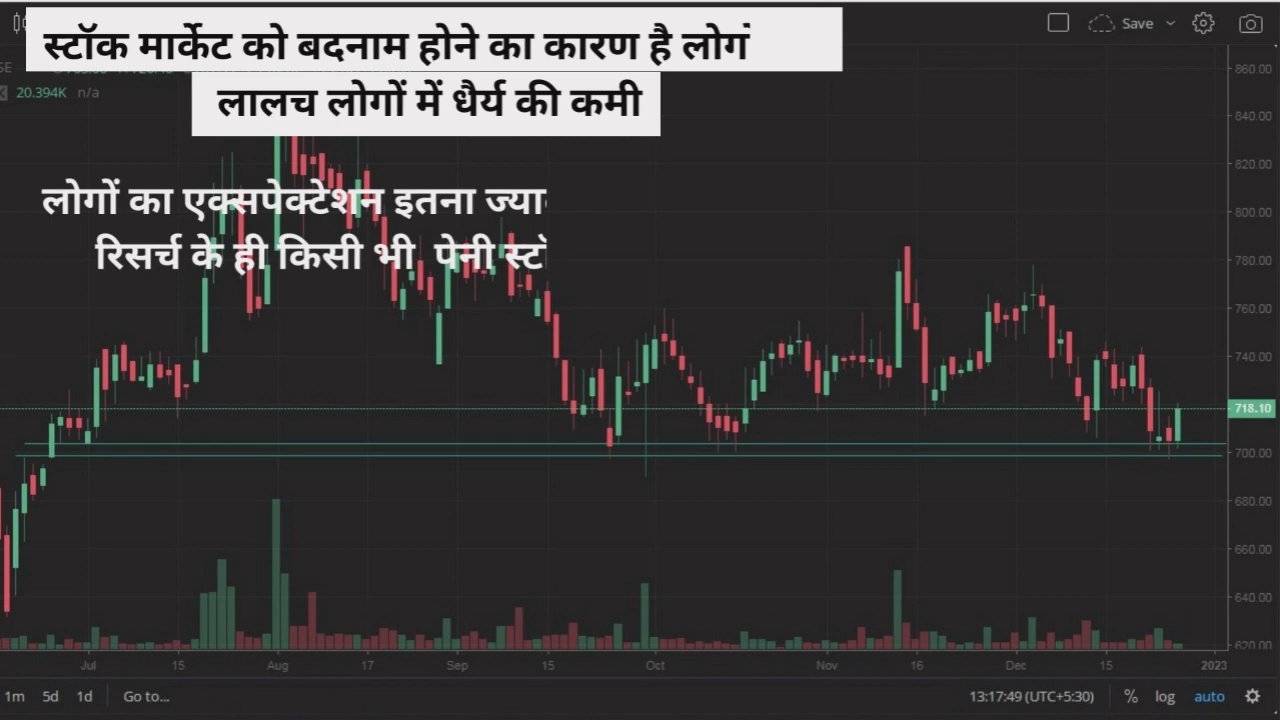 स्टॉक मार्केट को बदनाम होने का कारण है
लालच लोगों में धैर्य की कमी
लोगों का एक्सपेक्टेशन इतना
रिसर्च के ही किसी भी पेनी
Save
20.394K n/a
860.00
840.00
820.00
800.00
780.00
760.00
740.00
718.10
700.00
680.00
660.00
640.00
620.00
Jul 15 Aug 17 Sep 15 Oct Nov 16 Dec 15 2023
1m 5d 1d Go to... 13:17:49 (UTC+5:30) % log auto